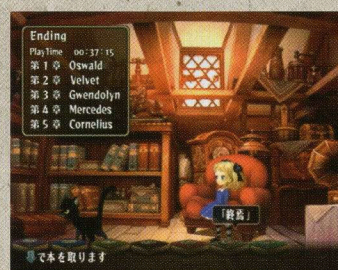 Ending
PlayTime 00:37:15
第1章 Oswald
第2章 Velvet
第3章 Gwendolyn
第4章 Mercedes
第5章 Cornelius
「終焉」
で本を取ります